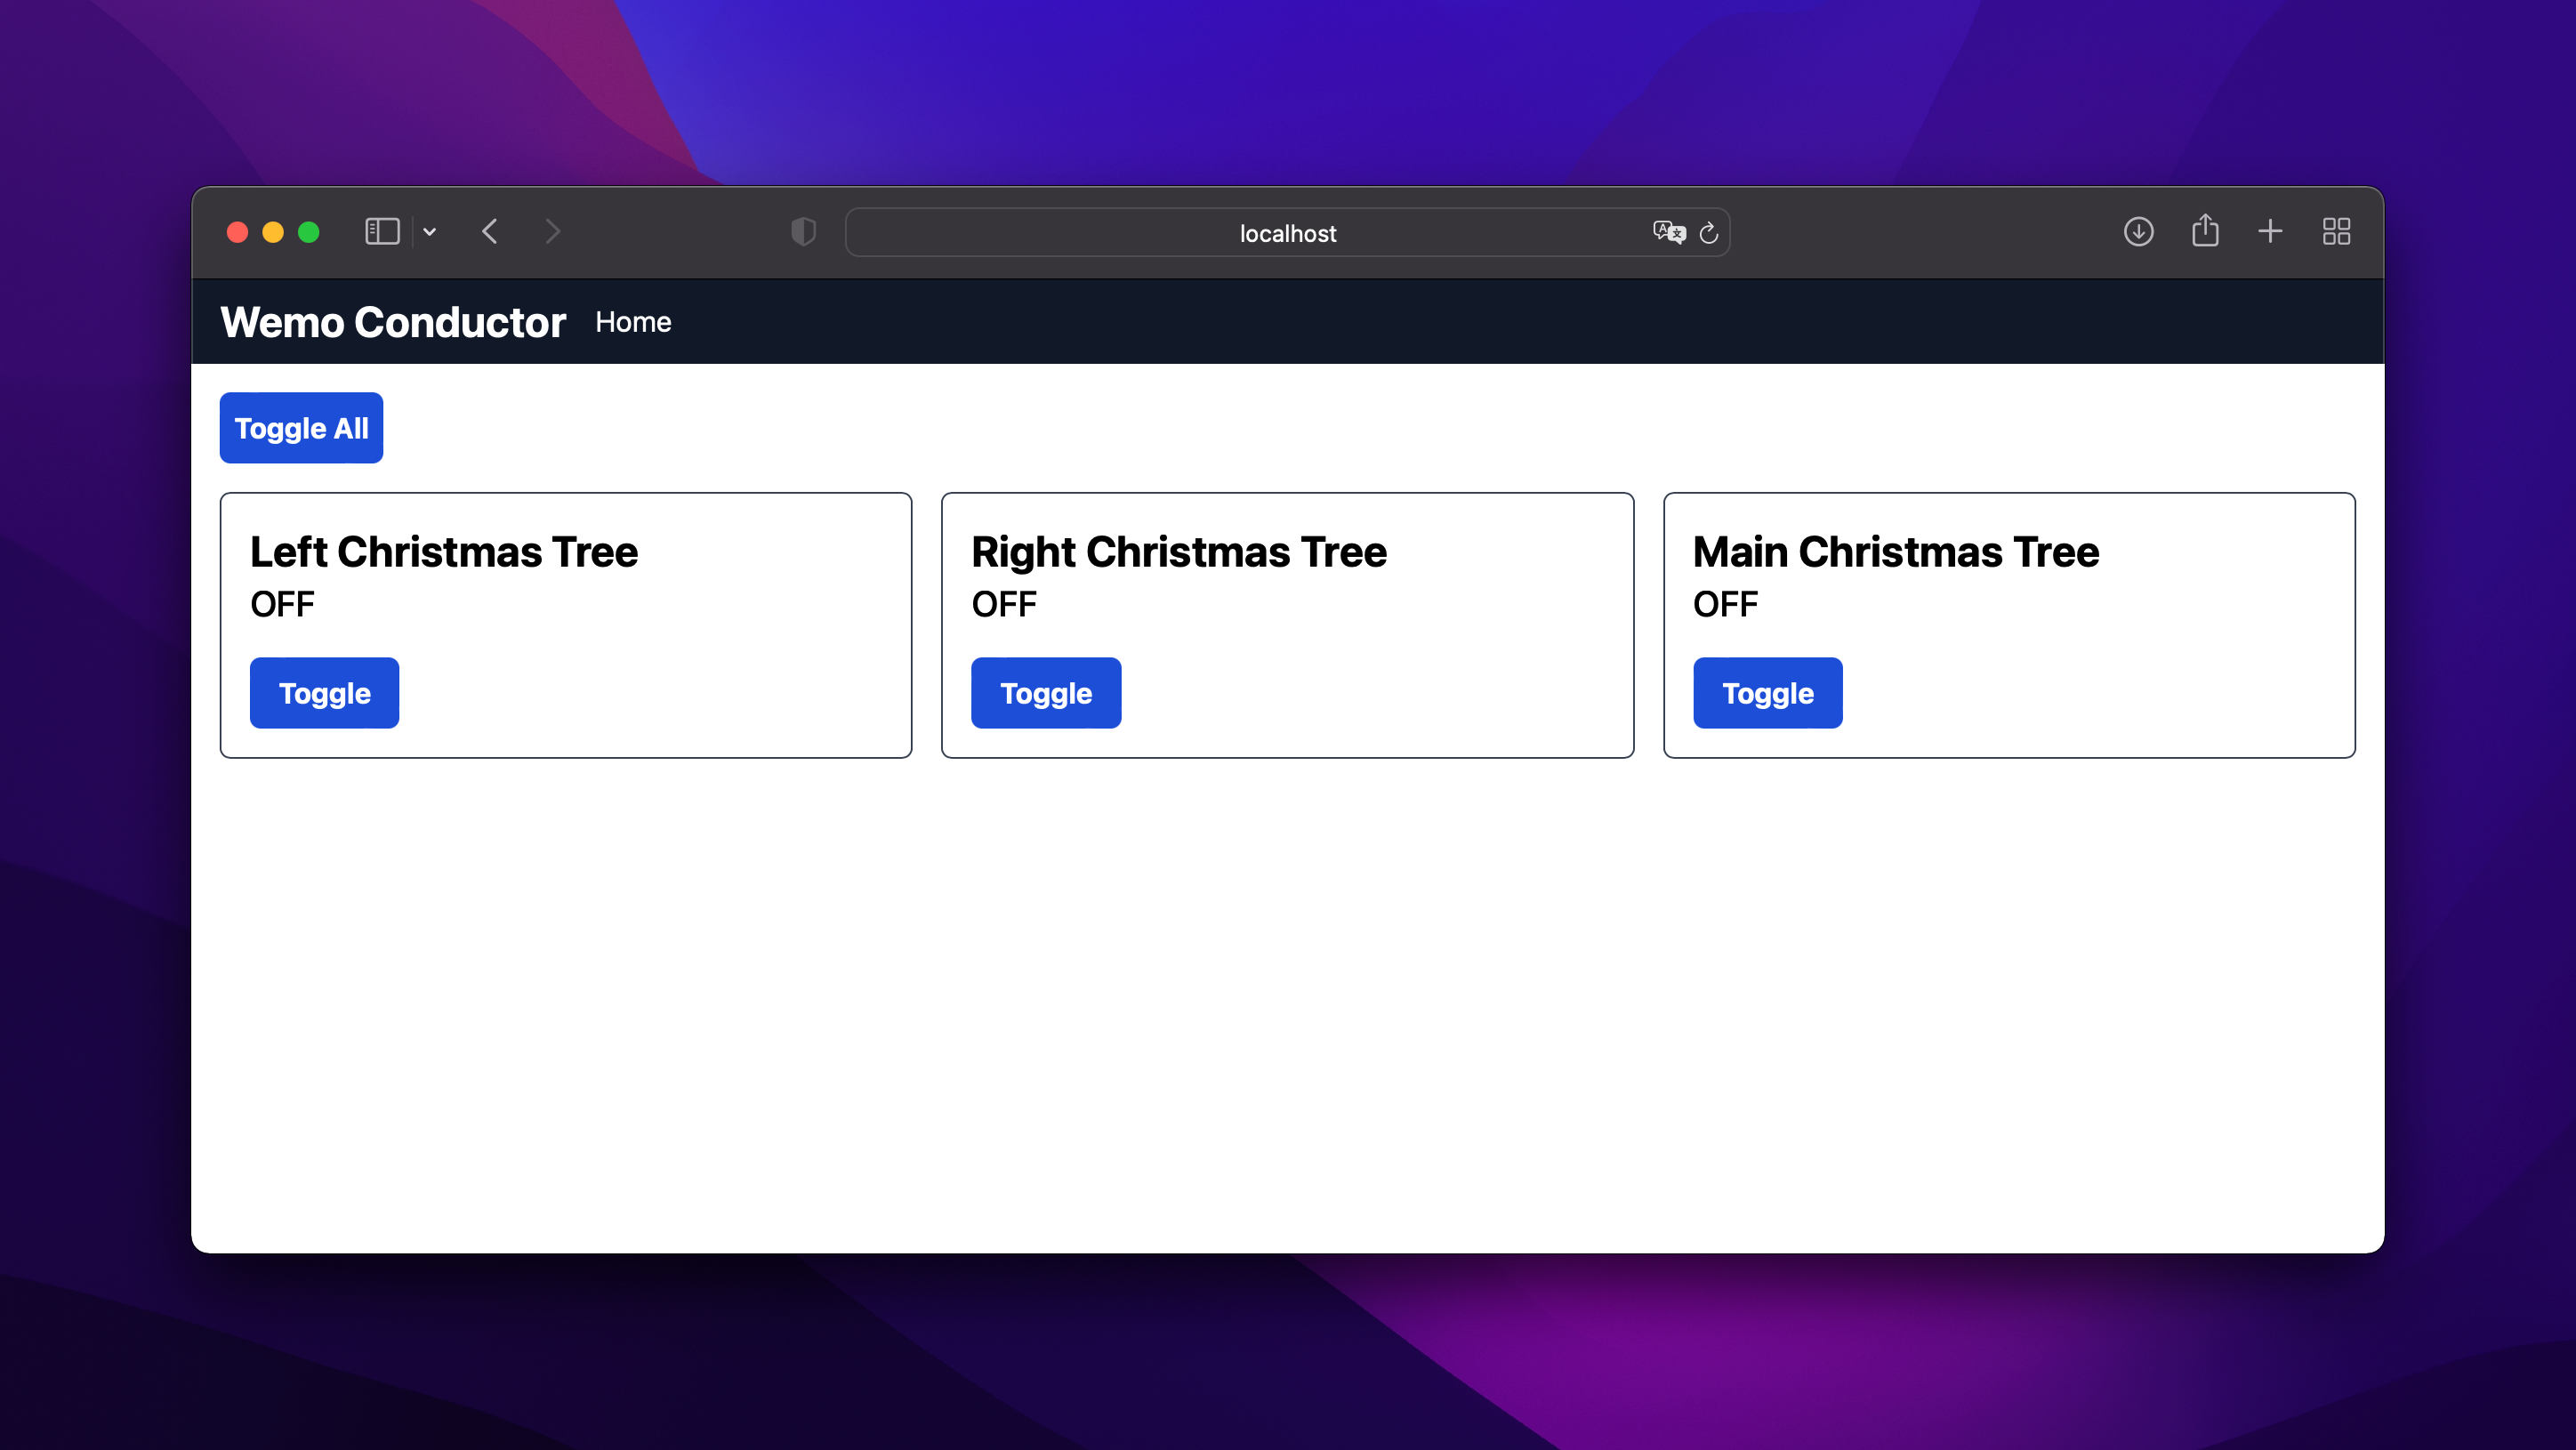 localhost
Wemo Conductor Home
Toggle All
Left Christmas Tree
OFF
Toggle
Right Christmas Tree
OFF
Toggle
Main Christmas Tree
OFF
Toggle